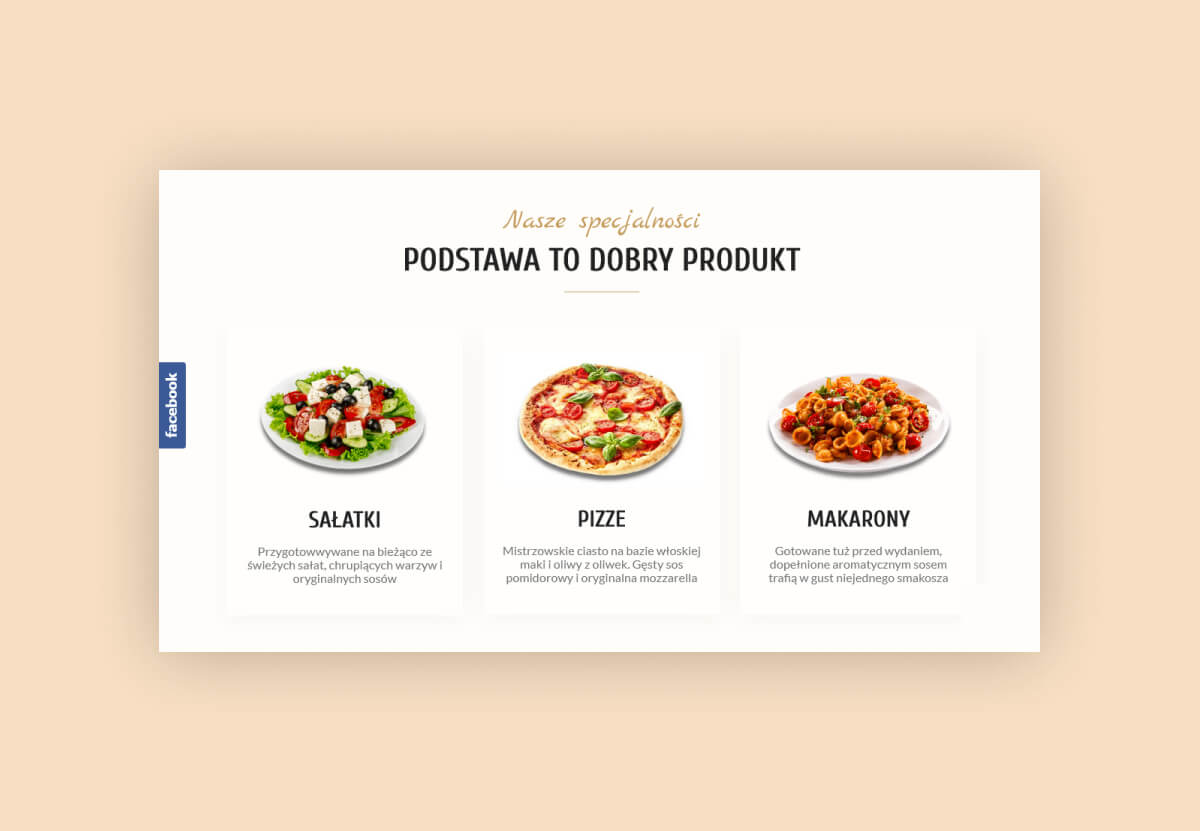 Nasze specjalności
PODSTAWA TO DOBRY PRODUKT
facebook
SAŁATKI
Przygotowwywane na bieżąco ze
świeżych sałat, chrupiących warzyw i
oryginalnych sosów
PIZZE
Mistrzowskie ciasto na bazie włoskiej
maki i oliwy z oliwek. Gęsty sos
pomidorowy i oryginalna mozzarella
MAKARONY
Gotowane tuż przed wydaniem,
dopełnione aromatycznym sosem
trafią w gust niejednego smakosza